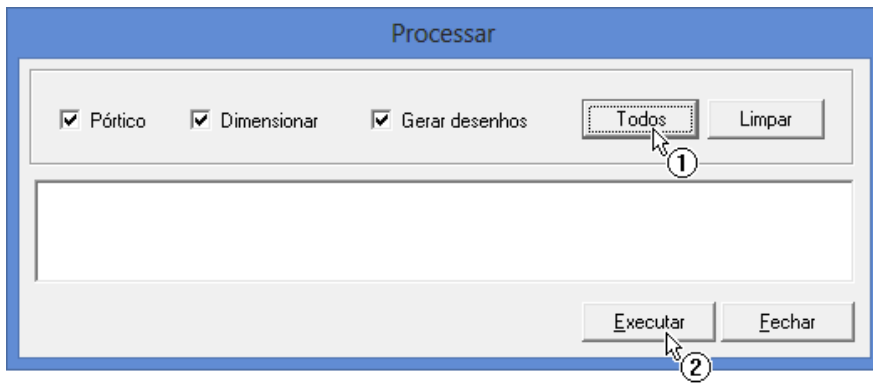 Processar
Pórtico Dimensionar Gerar desenhos Todos Limpar
1
Executar Fechar
2